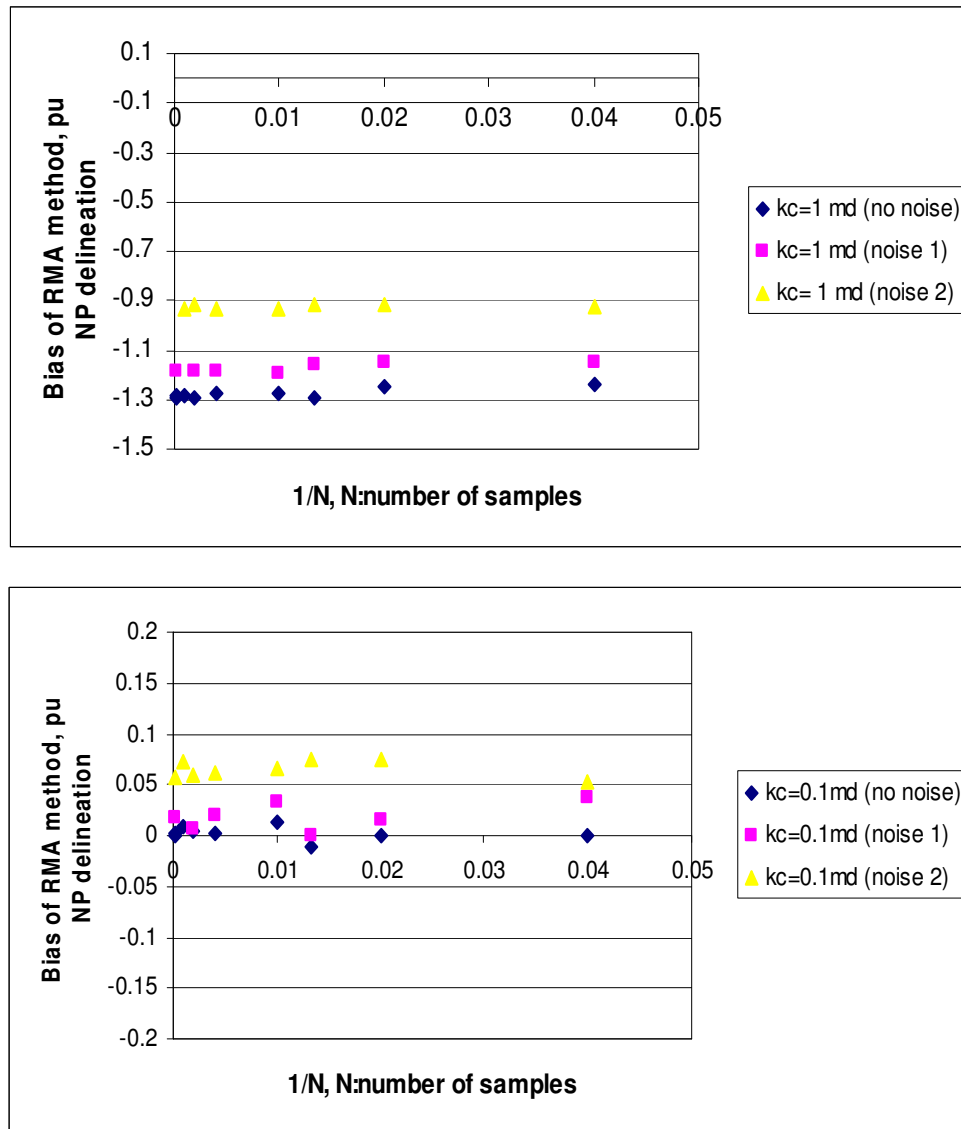 0.1
-0.1
-0.3
-0.5
-0.7
-0.9
-1.1
-1.3
-1.5
0 0.01 0.02 0.03 0.04 0.05
Bias of RMA method, pu
NP delineation
1/N, N:number of samples
kc=1 md (no noise)
kc=1 md (noise 1)
kc= 1 md (noise 2)
0.2
0.15
0.1
0.05
0
-0.05
-0.1
-0.15
-0.2
0 0.01 0.02 0.03 0.04 0.05
Bias of RMA method, pu
NP delineation
1/N, N:number of samples
kc=0.1md (no noise)
kc=0.1md (noise 1)
kc=0.1md (noise 2)